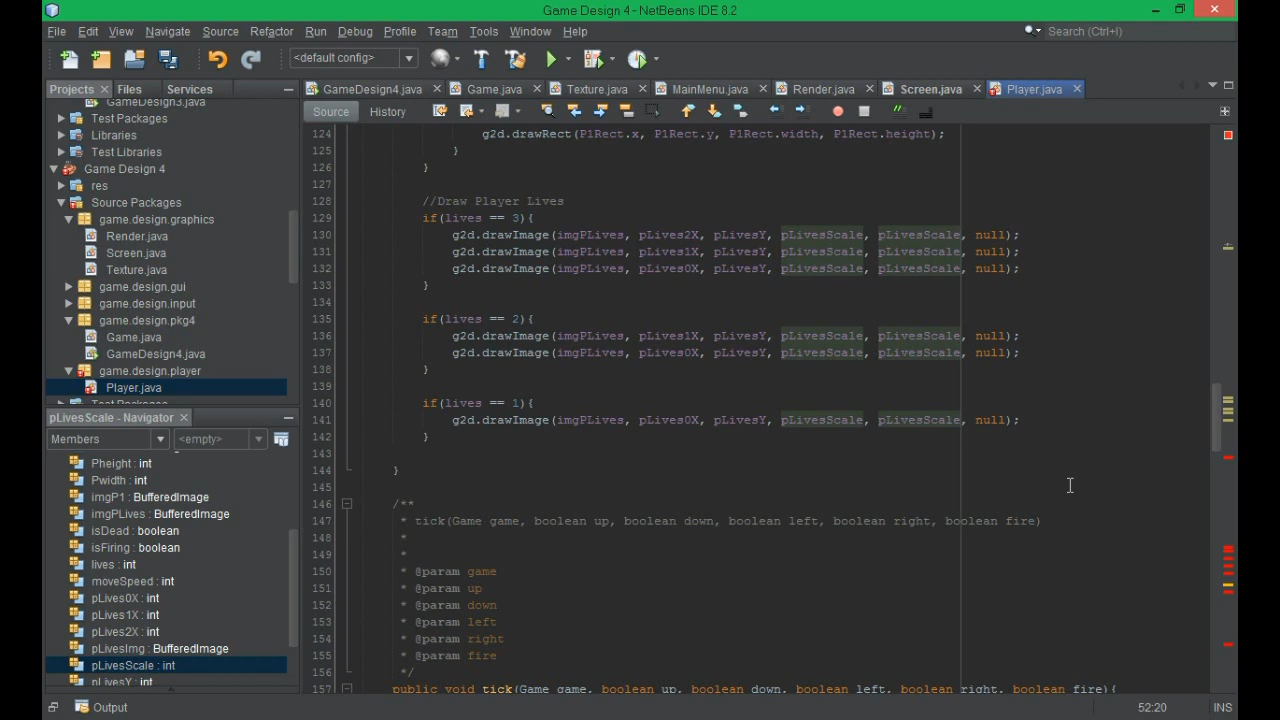 Game Design 4 - NetBeans IDE 8.2
File Edit View Navigate Source Refactor Run Debug Profile Team Tools Window Help
Search (Ctrl+I)
<default config>
Projects Files Services
GameDesign4.java Game.java Texture.java MainMenu.java Render.java Screen.java Player.java
Source History
GameDesign3.java
Test Packages
Libraries
Test Libraries
Game Design 4
res
Source Packages
game.design.graphics
Render.java
Screen.java
Texture.java
game.design.gui
game.design.input
game.design.pkg4
Game.java
GameDesign4.java
game.design.player
Player.java
Test Packages
pLivesScale - Navigator
Members <empty>
Pheight : int
Pwidth : int
imgP1 : BufferedImage
imgPLives : BufferedImage
isDead : boolean
isFiring : boolean
lives : int
moveSpeed : int
pLives0X : int
pLives1X : int
pLives2X : int
pLivesImg : BufferedImage
pLivesScale : int
pLivesY : int
124 g2d.drawRect(P1Rect.x, P1Rect.y, P1Rect.width, P1Rect.height);
125 }
126 }
127
128 //Draw Player Lives
129 if(lives == 3){
130 g2d.drawImage(imgPLives, pLives2X, pLivesY, pLivesScale, pLivesScale, null);
131 g2d.drawImage(imgPLives, pLives1X, pLivesY, pLivesScale, pLivesScale, null);
132 g2d.drawImage(imgPLives, pLives0X, pLivesY, pLivesScale, pLivesScale, null);
133 }
134
135 if(lives == 2){
136 g2d.drawImage(imgPLives, pLives1X, pLivesY, pLivesScale, pLivesScale, null);
137 g2d.drawImage(imgPLives, pLives0X, pLivesY, pLivesScale, pLivesScale, null);
138 }
139
140 if(lives == 1){
141 g2d.drawImage(imgPLives, pLives0X, pLivesY, pLivesScale, pLivesScale, null);
142 }
143
144 }
145
146 /**
147 * tick(Game game, boolean up, boolean down, boolean left, boolean right, boolean fire)
148 *
149 *
150 * @param game
151 * @param up
152 * @param down
153 * @param left
154 * @param right
155 * @param fire
156 */
157 public void tick(Game game, boolean up, boolean down, boolean left, boolean right, boolean fire){
Output
52:20 INS